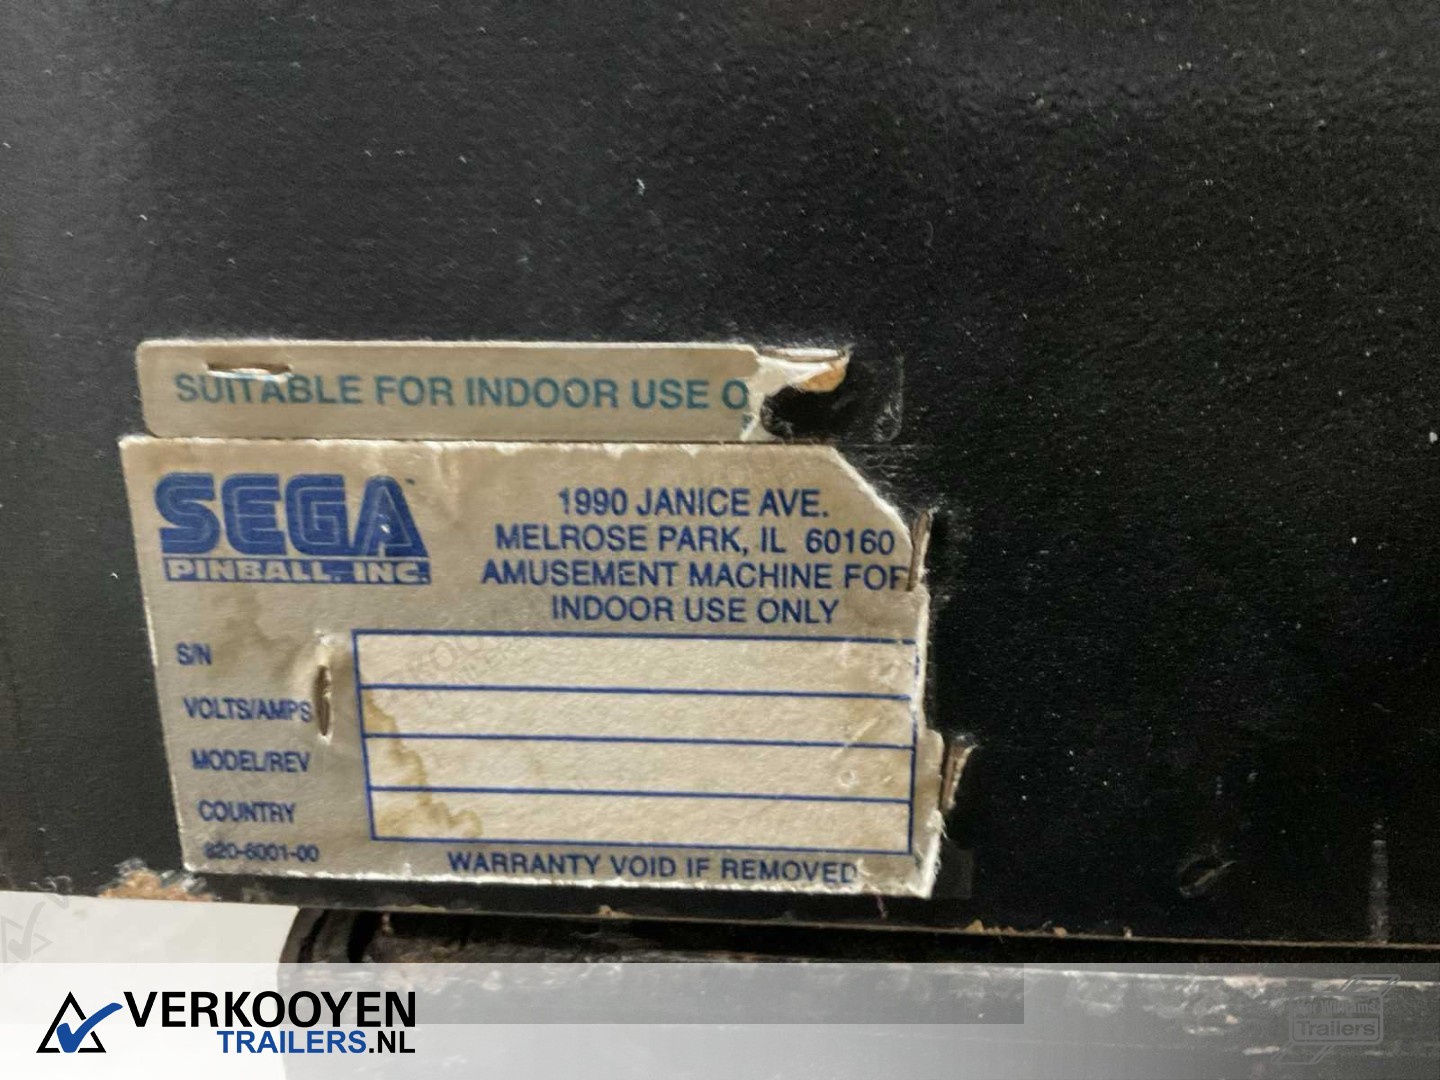 SUITABLE FOR INDOOR USE O
SEGA
PINBALL, INC.
1990 JANICE AVE.
MELROSE PARK, IL 60160
AMUSEMENT MACHINE FOR
INDOOR USE ONLY
S/N
VOLTS/AMPS
MODEL/REV
COUNTRY
820-6001-00
WARRANTY VOID IF REMOVED
VERKOOYEN
TRAILERS.NL
Trailers